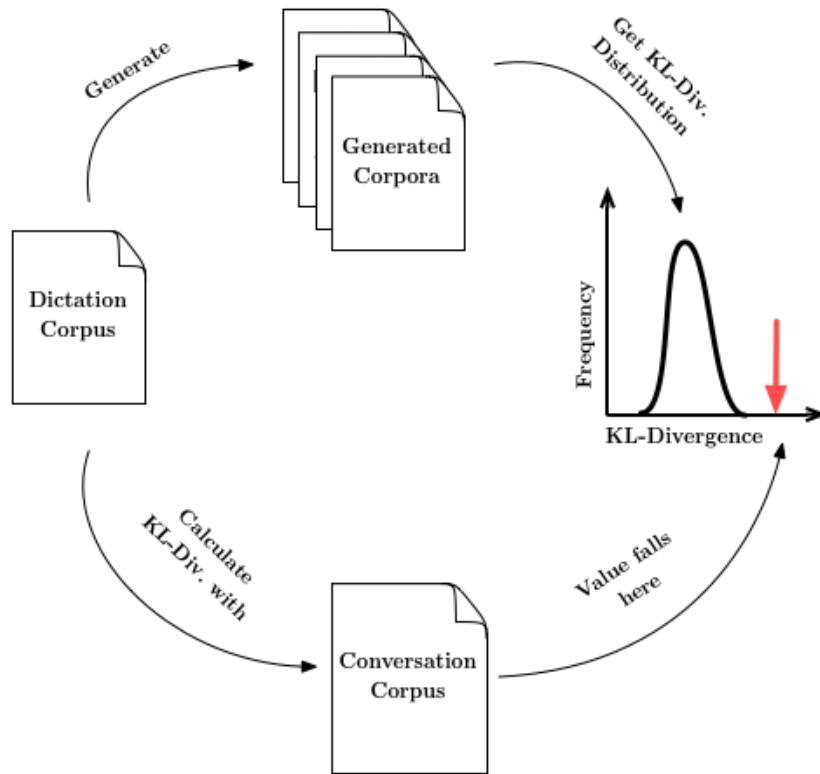 Generate
Generated
Corpora
Get KL-Div.
Distribution
Dictation
Corpus
Frequency
KL-Divergence
Calculate
KL-Div. with
Conversation
Corpus
Value falls
here